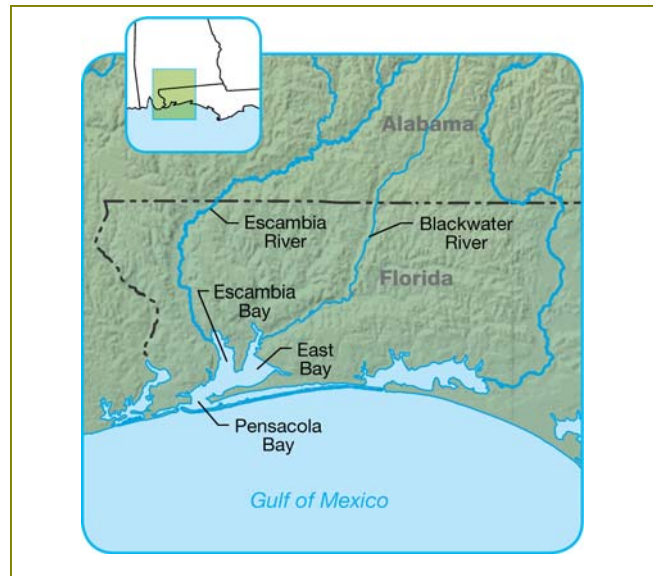 Alabama
Escambia
River
Blackwater
River
Florida
Escambia
Bay
East
Bay
Pensacola
Bay
Gulf of Mexico